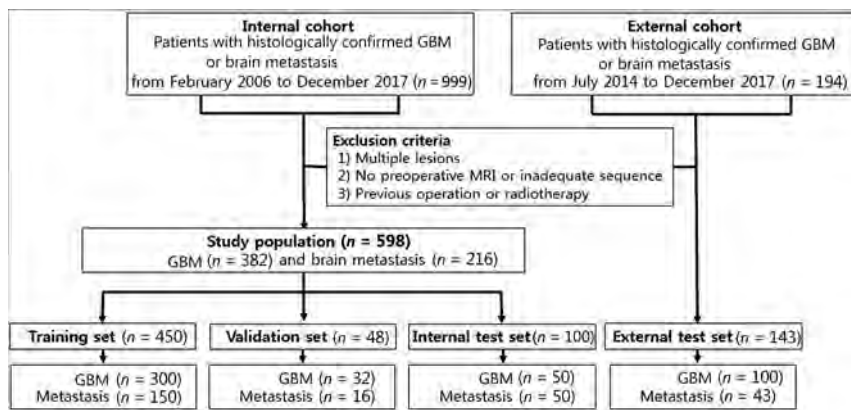 Internal cohort
Patients with histologically confirmed GBM
or brain metastasis
from February 2006 to December 2017 (n = 999)
External cohort
Patients with histologically confirmed GBM
or brain metastasis
from July 2014 to December 2017 (n = 194)
Exclusion criteria
1) Multiple lesions
2) No preoperative MRI or inadequate sequence
3) Previous operation or radiotherapy
Study population (n = 598)
GBM (n = 382) and brain metastasis (n = 216)
Training set (n = 450)
Validation set (n = 48)
Internal test set (n = 100)
External test set (n = 143)
GBM (n = 300)
Metastasis (n = 150)
GBM (n = 32)
Metastasis (n = 16)
GBM (n = 50)
Metastasis (n = 50)
GBM (n = 100)
Metastasis (n = 43)